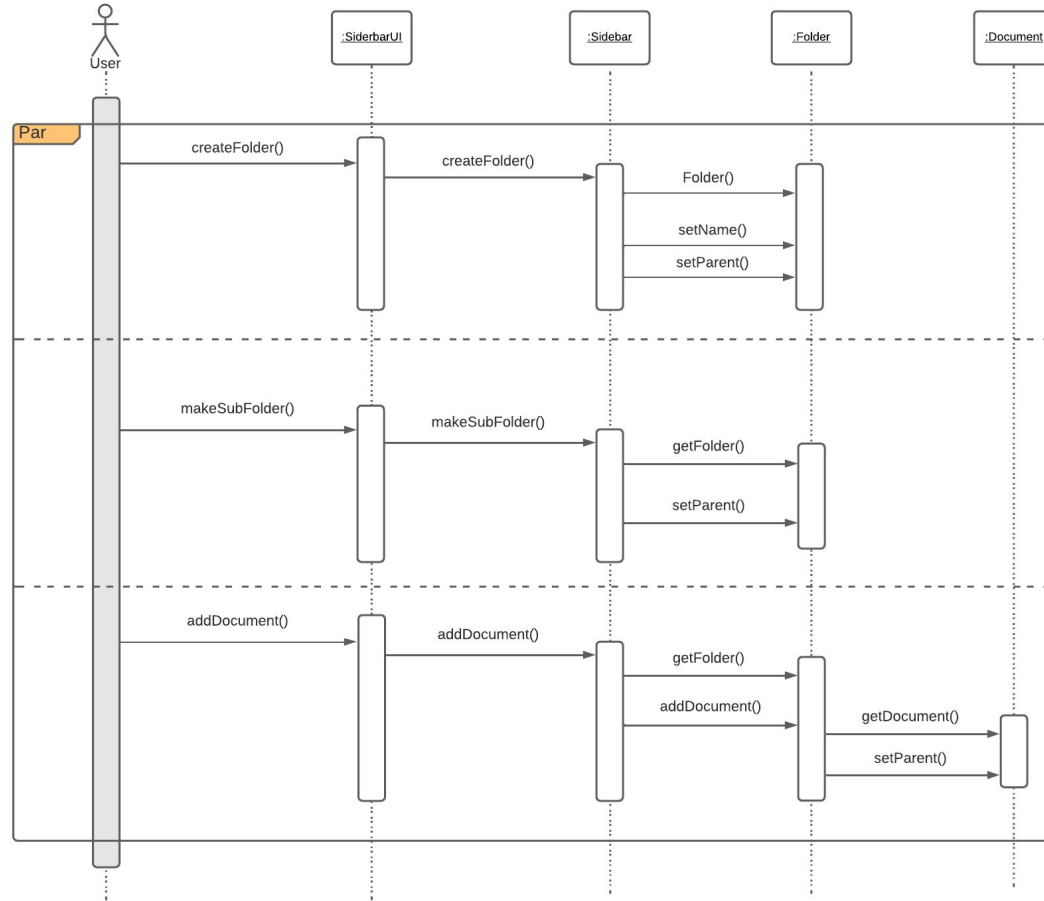 User
:SiderbarUI
:Sidebar
:Folder
:Document
Par
createFolder()
createFolder()
Folder()
setName()
setParent()
makeSubFolder()
makeSubFolder()
getFolder()
setParent()
addDocument()
addDocument()
getFolder()
addDocument()
getDocument()
setParent()